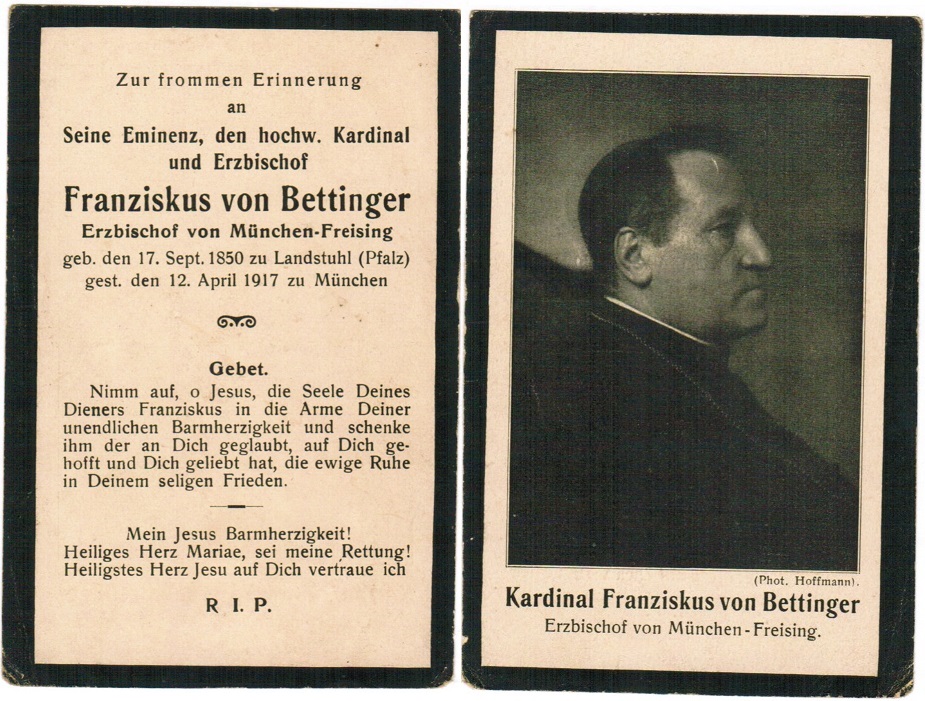 Zur frommen Erinnerung
an
Seine Eminenz, den hochw. Kardinal
und Erzbischof
Franziskus von Bettinger
Erzbischof von München-Freising
geb. den 17. Sept. 1850 zu Landstuhl (Pfalz)
gest. den 12. April 1917 zu München
Gebet.
Nimm auf, o Jesus, die Seele Deines
Dieners Franziskus in die Arme Deiner
unendlichen Barmherzigkeit und schenke
ihm der an Dich geglaubt, auf Dich ge-
hofft und Dich geliebt hat, die ewige Ruhe
in Deinem seligen Frieden.
Mein Jesus Barmherzigkeit!
Heiliges Herz Mariae, sei meine Rettung!
Heiligstes Herz Jesu auf Dich vertraue ich
R I. P.
(Phot. Hoffmann).
Kardinal Franziskus von Bettinger
Erzbischof von München-Freising.